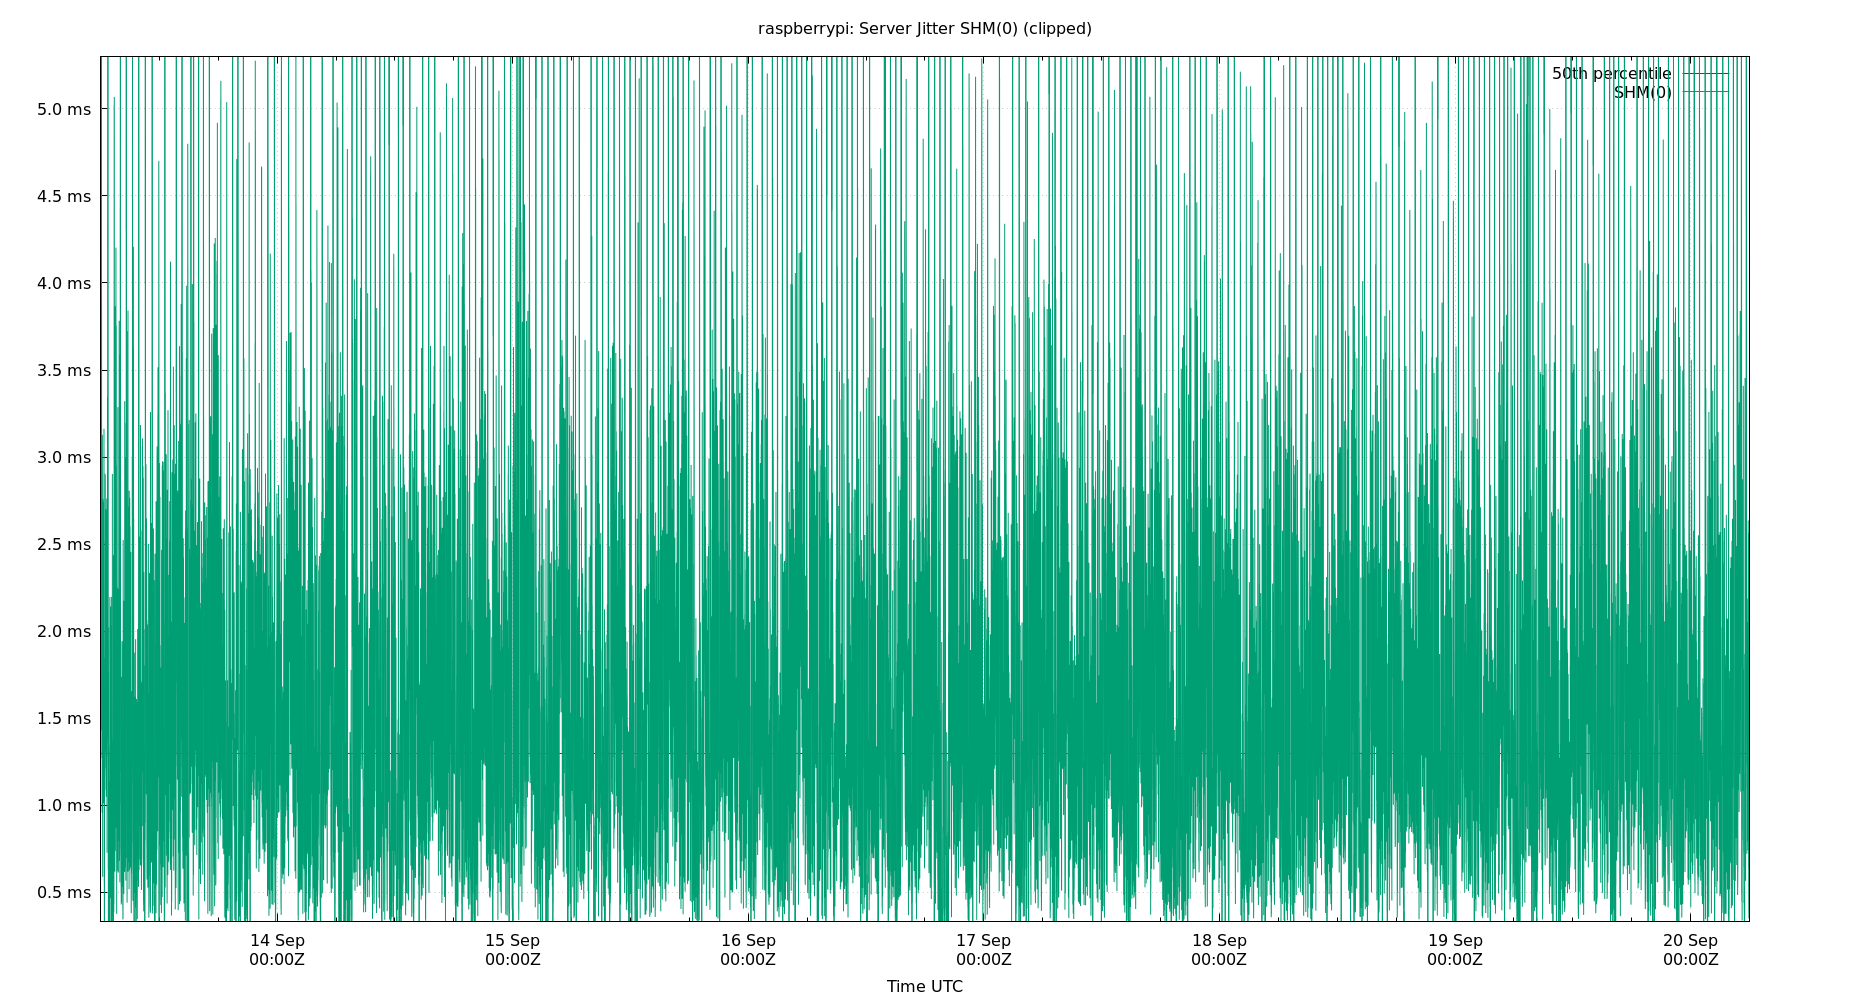 raspberrypi: Server Jitter SHM(0) (clipped)
50th percentile
SHM(0)
5.0 ms
4.5 ms
4.0 ms
3.5 ms
3.0 ms
2.5 ms
2.0 ms
1.5 ms
1.0 ms
0.5 ms
14 Sep 15 Sep 16 Sep 17 Sep 18 Sep 19 Sep 20 Sep
00:00Z 00:00Z 00:00Z 00:00Z 00:00Z 00:00Z 00:00Z
Time UTC